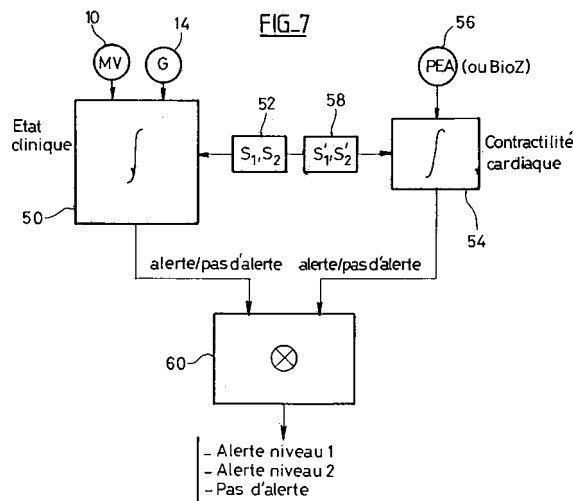 FIG_7
10
14
56
MV
G
PEA (ou BioZ)
Etat
clinique
52
58
S1,S2
S'1,S'2
Contractilité
cardiaque
50
54
alerte/pas d'alerte
alerte/pas d'alerte
60
- Alerte niveau 1
- Alerte niveau 2
- Pas d'alerte